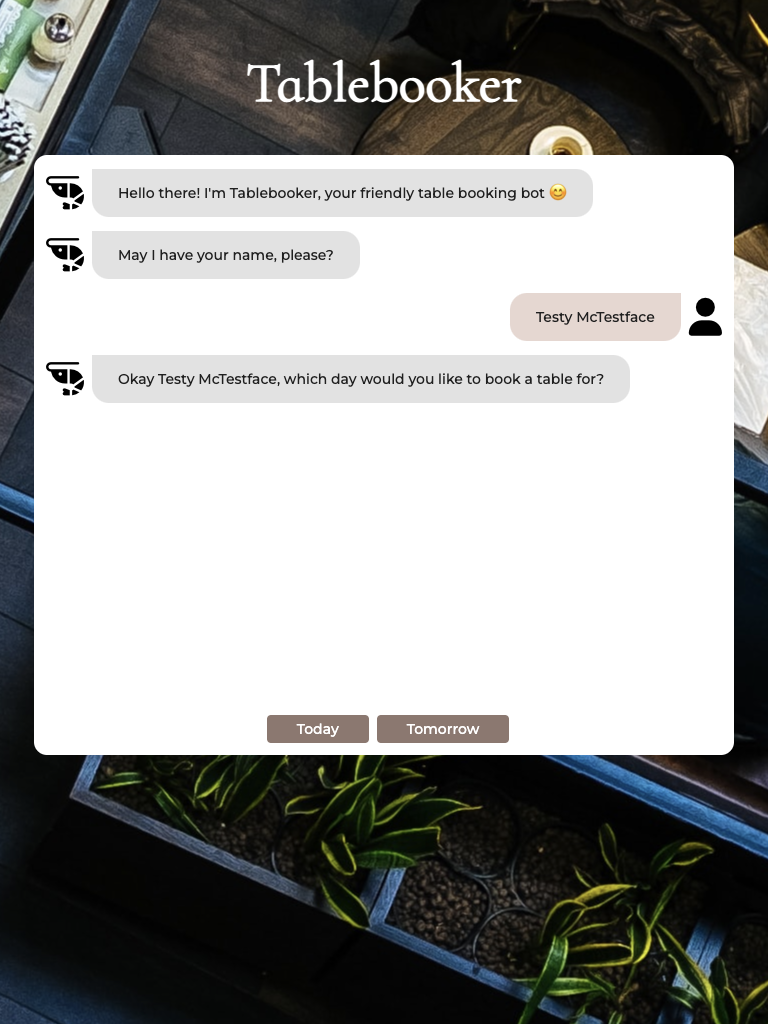 Tablebooker
Hello there! I'm Tablebooker, your friendly table booking bot 😊
May I have your name, please?
Testy McTestface
Okay Testy McTestface, which day would you like to book a table for?
Today
Tomorrow